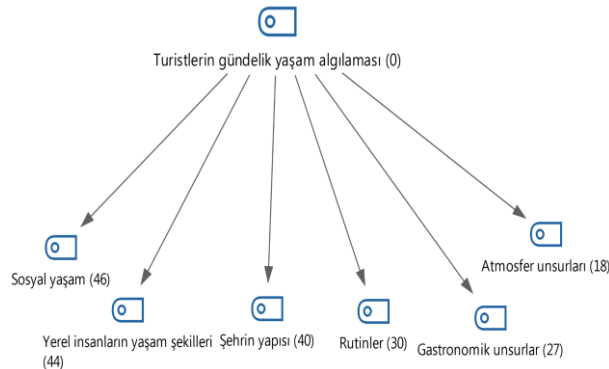 Turistlerin gündelik yaşam algılaması (0)
Sosyal yaşam (46)
Yerel insanların yaşam şekilleri
(44)
Şehrin yapısı (40)
Rutinler (30)
Gastronomik unsurlar (27)
Atmosfer unsurları (18)